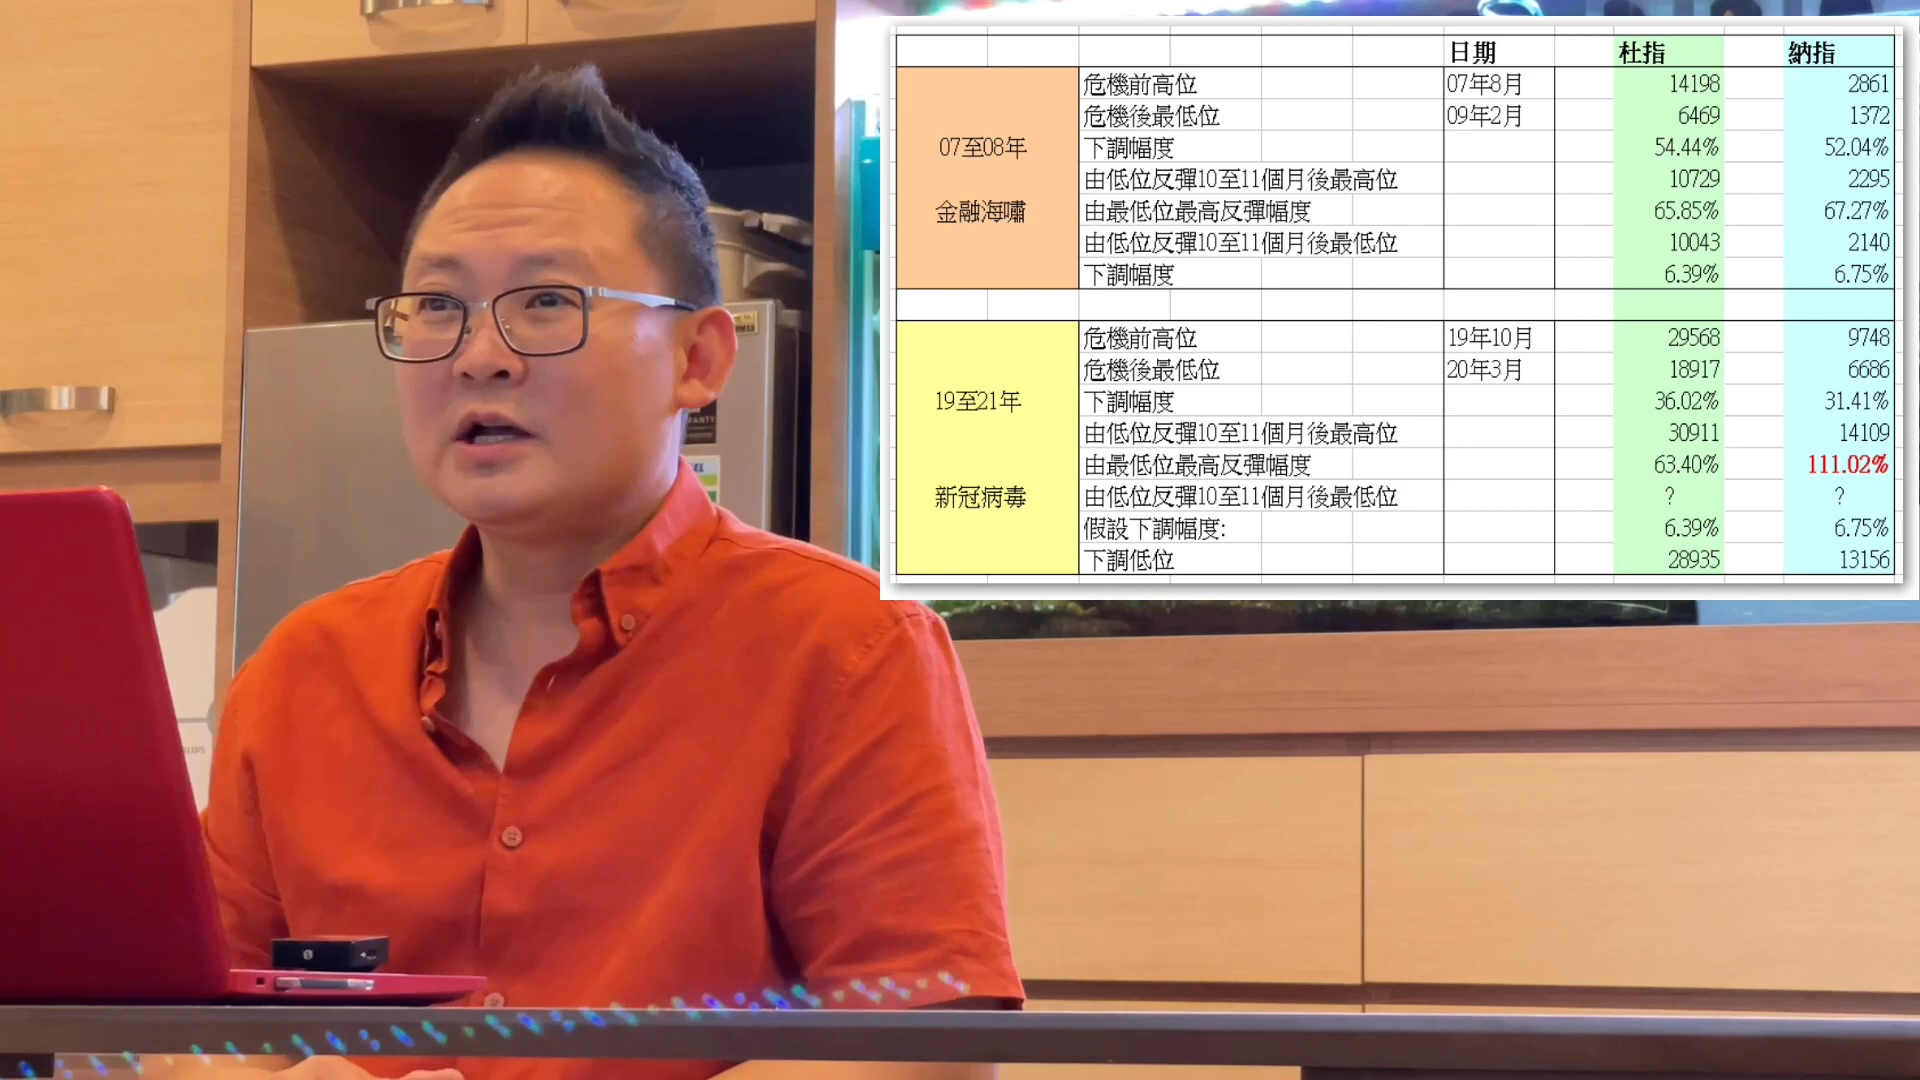 日期 杜指 納指
危機前高位 07年8月 14198 2861
危機後最低位 09年2月 6469 1372
07至08年 下調幅度 54.44% 52.04%
由低位反彈10至11個月後最高位 10729 2295
金融海嘯 由最低位最高反彈幅度 65.85% 67.27%
由低位反彈10至11個月後最低位 10043 2140
下調幅度 6.39% 6.75%
危機前高位 19年10月 29568 9748
危機後最低位 20年3月 18917 6686
19至21年 下調幅度 36.02% 31.41%
由低位反彈10至11個月後最高位 30911 14109
由最低位最高反彈幅度 63.40% 111.02%
新冠病毒 由低位反彈10至11個月後最低位 ? ?
假設下調幅度: 6.39% 6.75%
下調低位 28935 13156